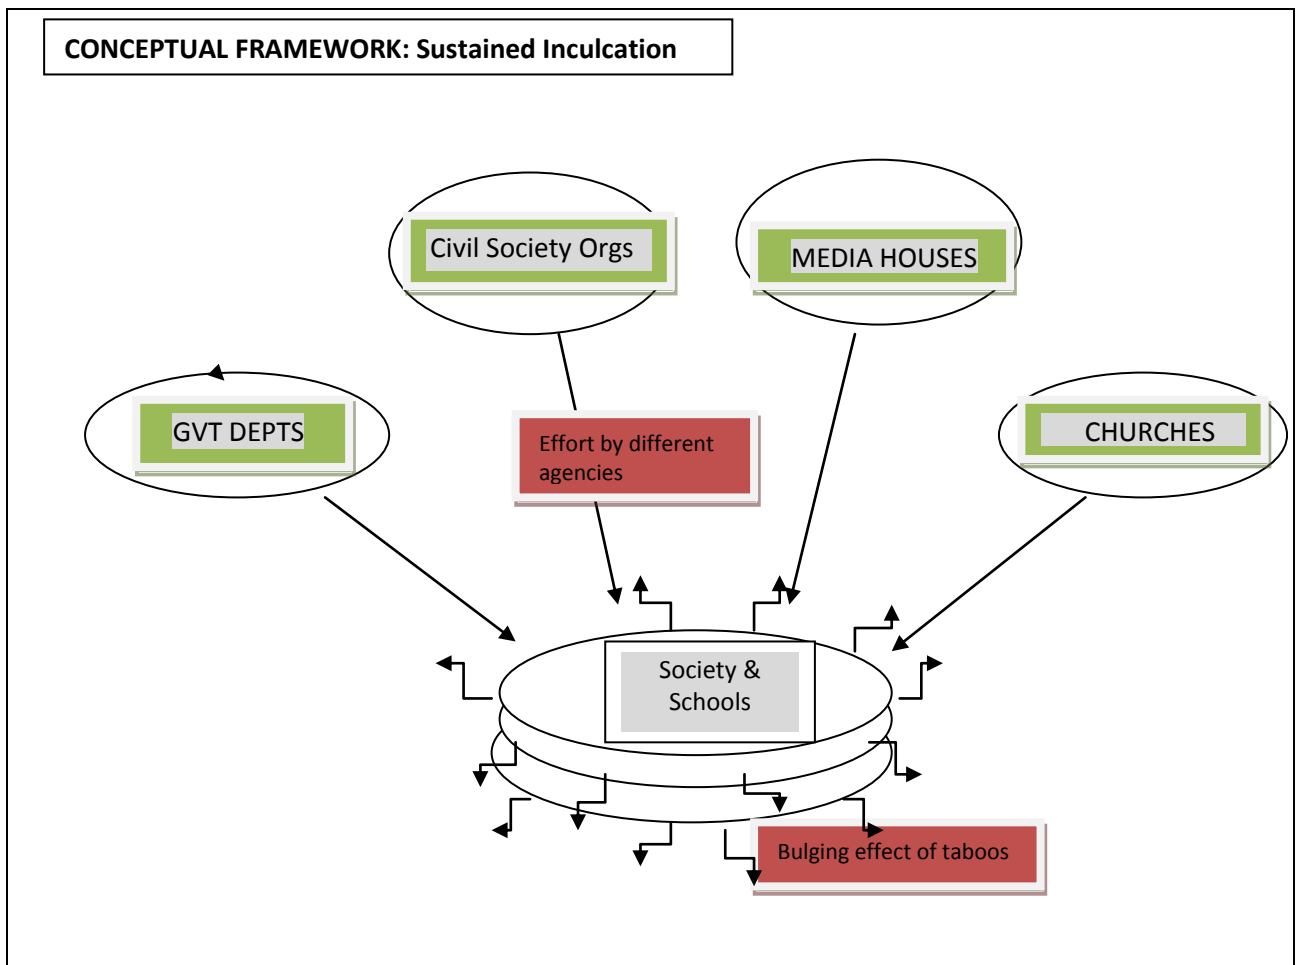 CONCEPTUAL FRAMEWORK: Sustained Inculcation
Civil Society Orgs
MEDIA HOUSES
GVT DEPTS
Effort by different
agencies
CHURCHES
Society &
Schools
Bulging effect of taboos